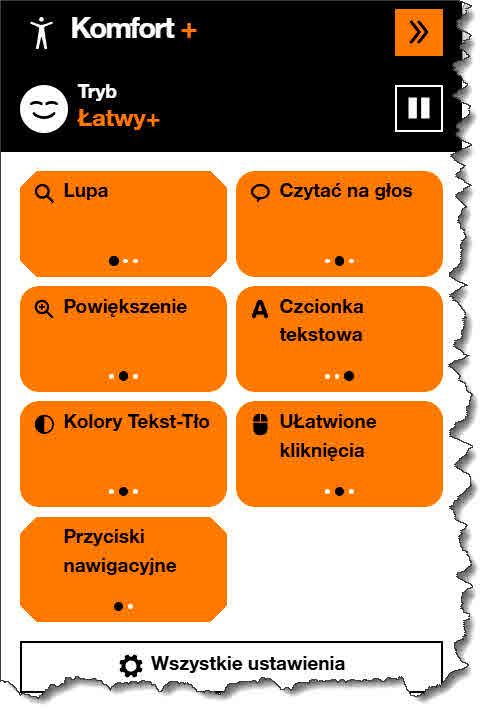 Komfort +
Tryb
Łatwy+
Lupa
Czytać na głos
Powiększenie
Czcionka
tekstowa
Kolory Tekst-Tło
UŁatwione
kliknięcia
Przyciski
nawigacyjne
Wszystkie ustawienia